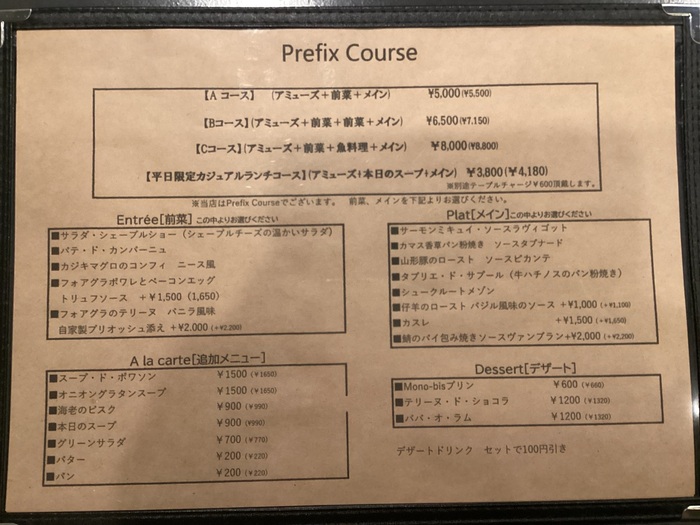 Prefix Course
【A コース】 (アミューズ+前菜+メイン) ¥5,000(¥5,500)
【Bコース】(アミューズ+前菜+前菜+メイン) ¥6,500(¥7,150)
【Cコース】(アミューズ+前菜+魚料理+メイン) ¥8,000(¥8,800)
【平日限定カジュアルランチコース】(アミューズ+本日のスープ+メイン) ¥3,800(¥4,180)
※別途テーブルチャージ¥600頂戴します。
※当店はPrefix Courseでございます。 前菜、メインを下記よりお選びください。
Entrée[前菜] この中よりお選びください
■サラダ・シェーブルショー (シェーブルチーズの温かいサラダ)
■パテ・ド・カンパーニュ
■カジキマグロのコンフィ ニース風
■フォアグラポワレとベーコンエッグ
トリュフソース +¥1,500 (1,650)
■フォアグラのテリーヌ バニラ風味
自家製ブリオッシュ添え +¥2,000 (+¥2,200)
A la carte[追加メニュー]
■スープ・ド・ポワソン ¥1500 (¥1650)
■オニオングラタンスープ ¥1500 (¥1650)
■海老のビスク ¥900 (¥990)
■本日のスープ ¥900 (¥990)
■グリーンサラダ ¥700 (¥770)
■バター ¥200 (¥220)
■パン ¥200 (¥220)
Plat[メイン]この中よりお選びください
■サーモンミキュイ・ソースラヴィゴット
■カマス香草パン粉焼き ソースタプナード
■山形豚のロースト ソースピカンテ
■タブリエ・ド・サプール (牛ハチノスのパン粉焼き)
■シュークルートメゾン
■仔羊のロースト バジル風味のソース +¥1,000 (+¥1,100)
■カスレ +¥1,500 (+¥1,650)
■鯖のパイ包み焼きソースヴァンブラン+¥2,000 (+¥2,200)
Dessert[デザート]
■Mono-bisプリン ¥600 (¥660)
■テリーヌ・ド・ショコラ ¥1200 (¥1320)
■ババ・オ・ラム ¥1200 (¥1320)
デザートドリンク セットで100円引き